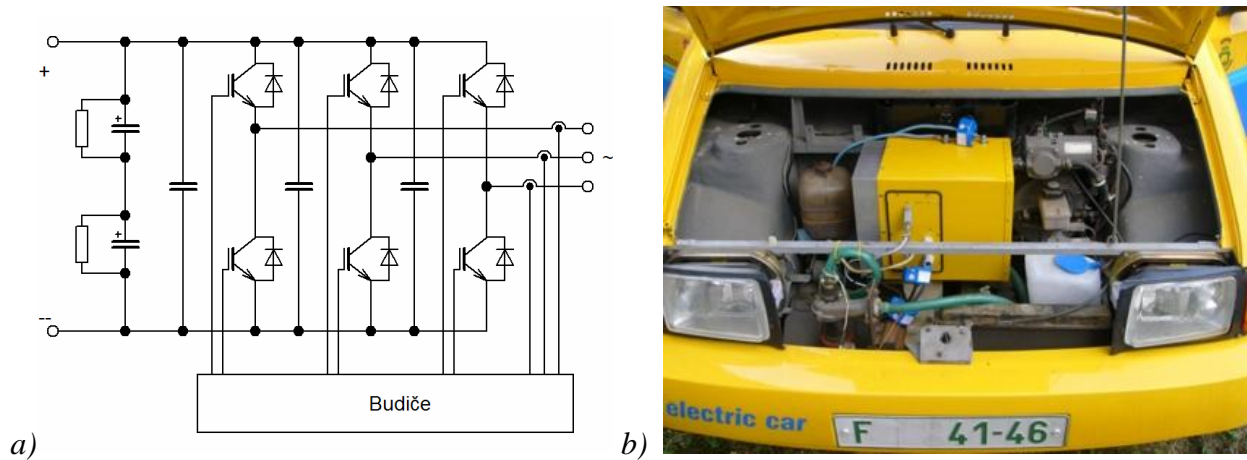 +
+
+
--
~
Budiče
a)
b)
electric car
F 41-46